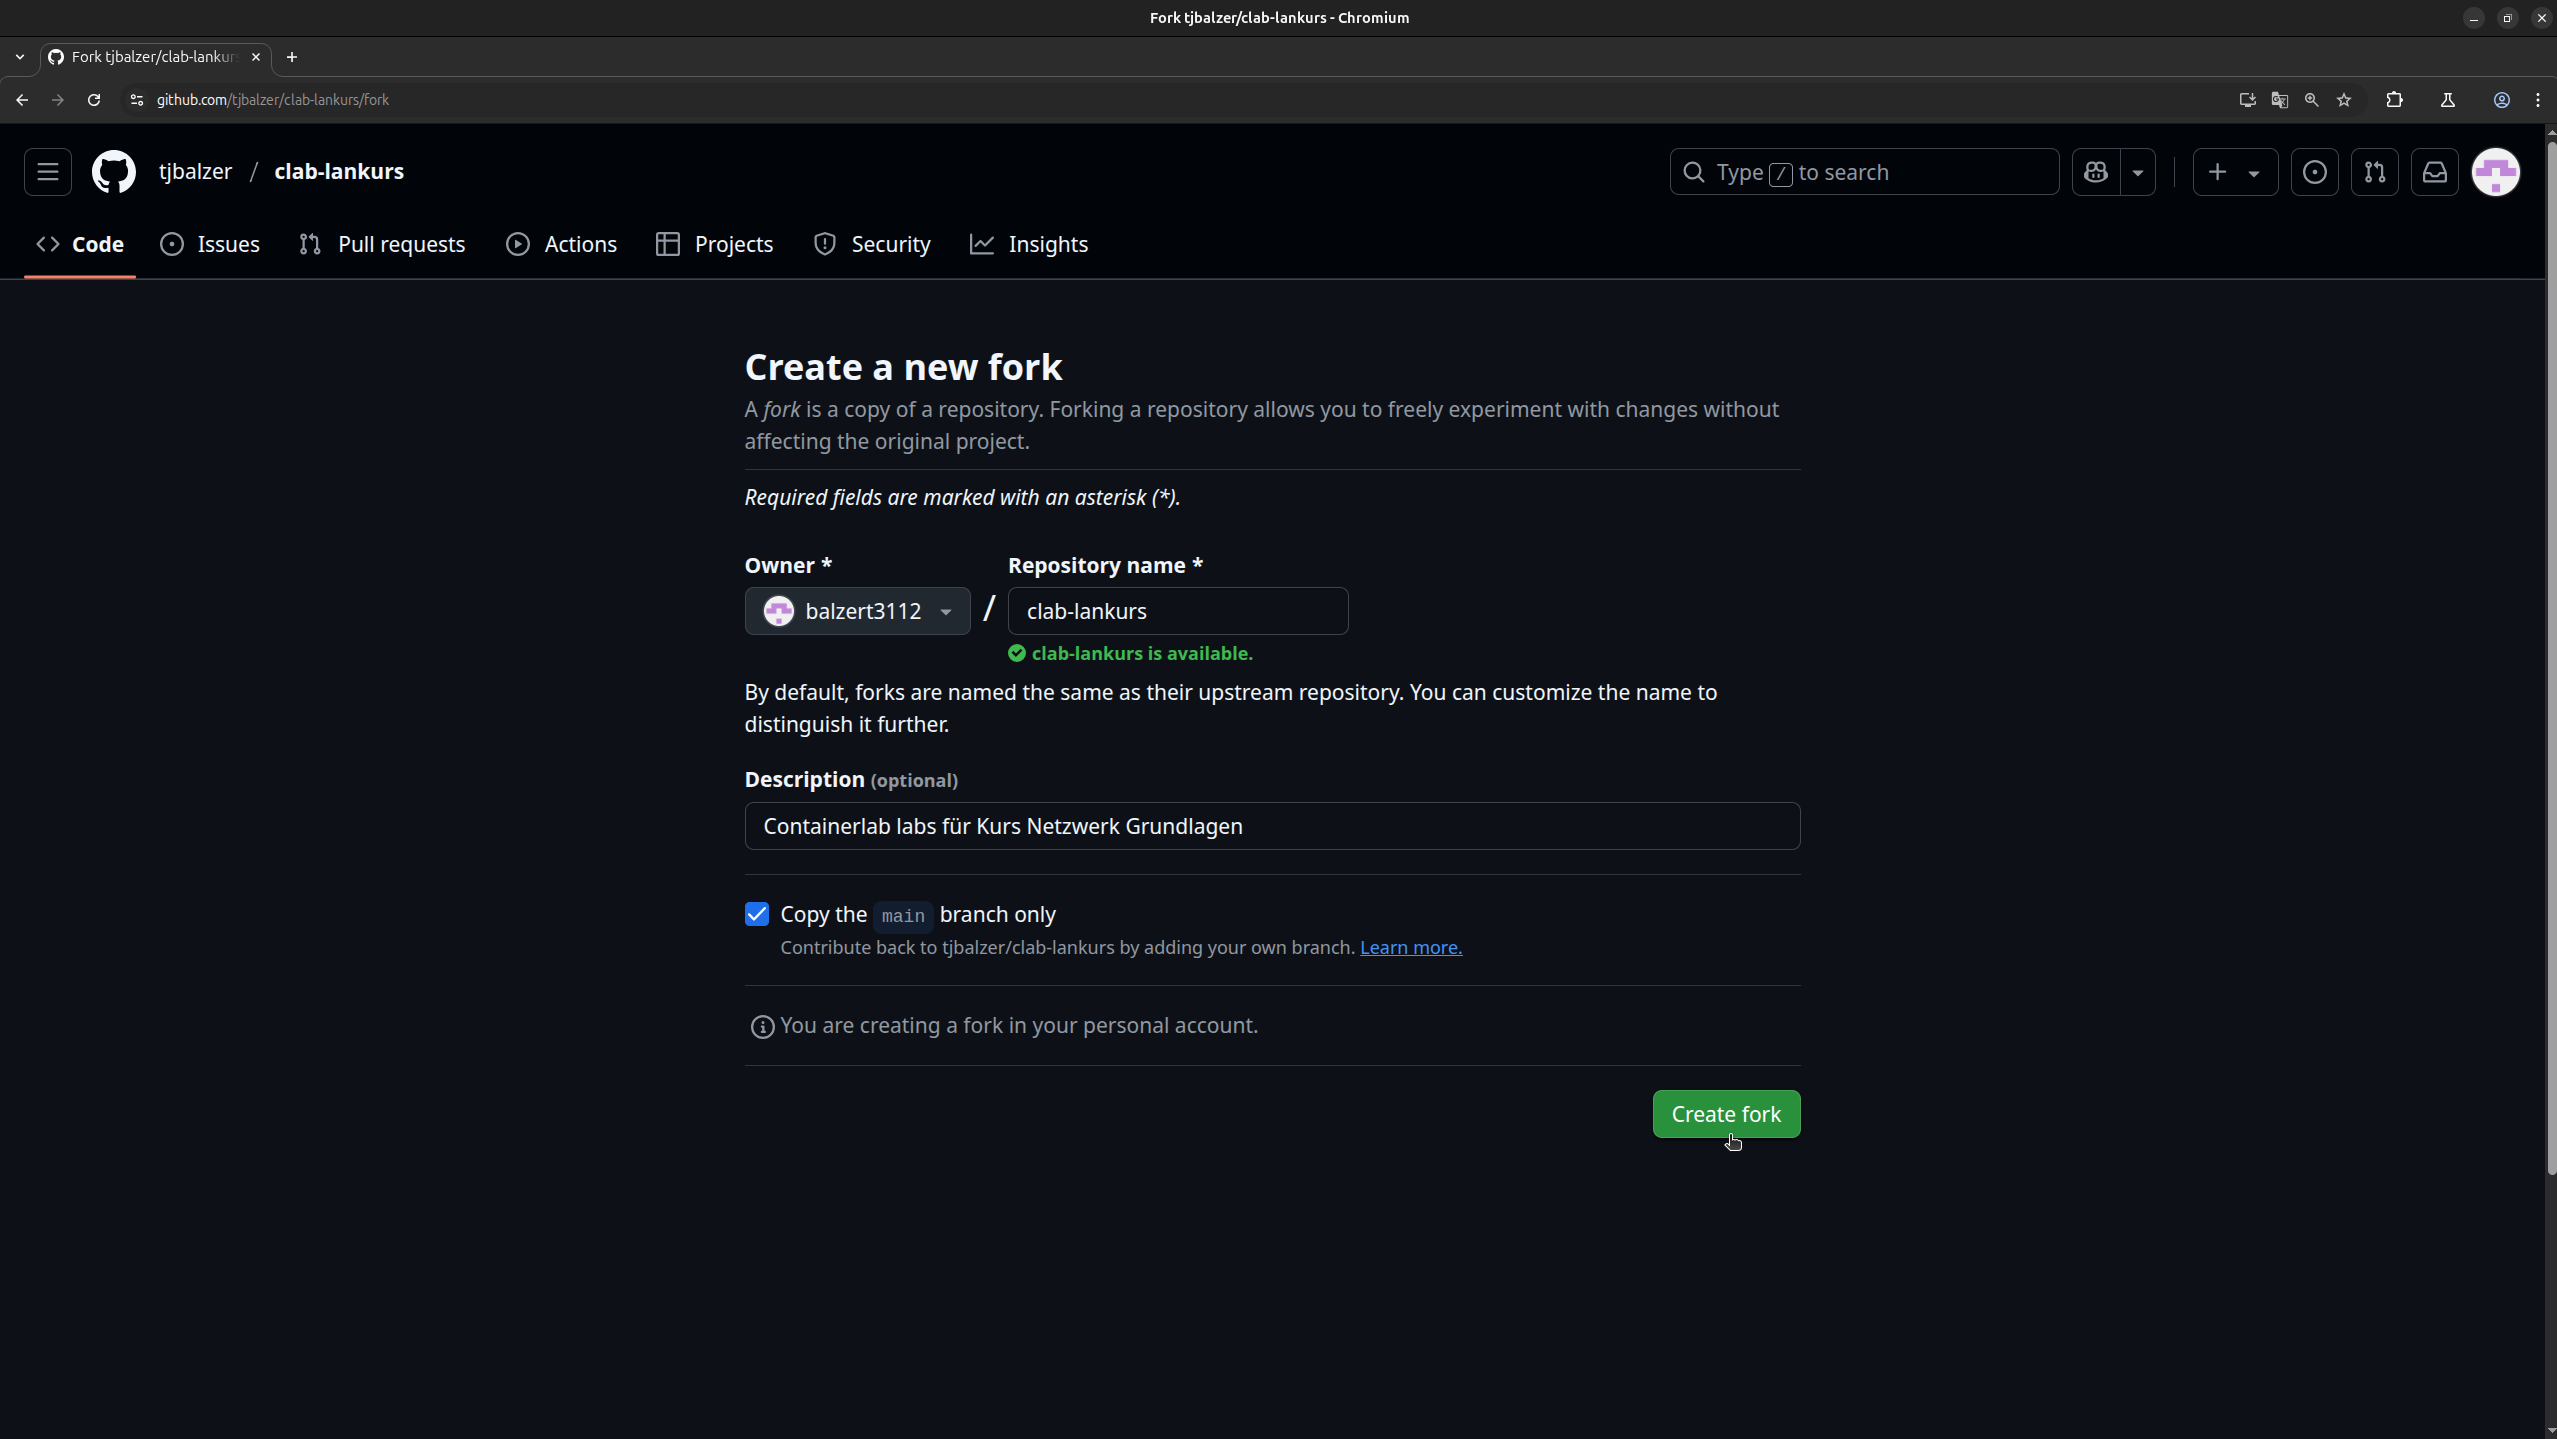 Fork tjbalzer/clab-lankurs - Chromium
Fork tjbalzer/clab-lankurs
github.com/tjbalzer/clab-lankurs/fork
tjbalzer / clab-lankurs
Type / to search
Code Issues Pull requests Actions Projects Security Insights
Create a new fork
A fork is a copy of a repository. Forking a repository allows you to freely experiment with changes without
affecting the original project.
Required fields are marked with an asterisk (*).
Owner * Repository name *
balzert3112 / clab-lankurs
clab-lankurs is available.
By default, forks are named the same as their upstream repository. You can customize the name to
distinguish it further.
Description (optional)
Containerlab labs für Kurs Netzwerk Grundlagen
Copy the main branch only
Contribute back to tjbalzer/clab-lankurs by adding your own branch. Learn more.
You are creating a fork in your personal account.
Create fork